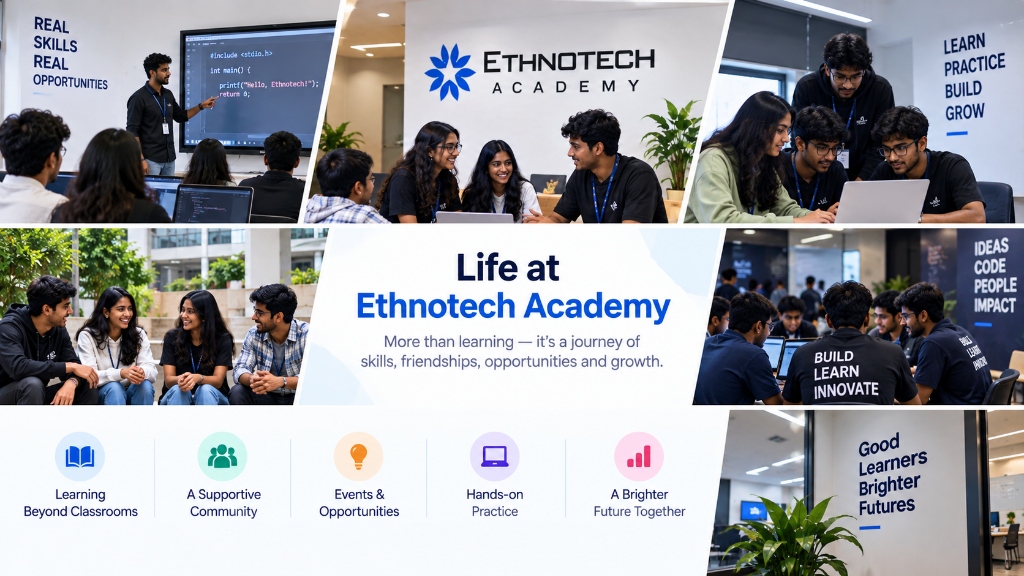 REAL
SKILLS
REAL
OPPORTUNITIES
#include <stdio.h>
int main() {
printf("Hello, Ethnotech!");
return 0;
ETHNOTECH
ACADEMY
LEARN
PRACTICE
BUILD
GROW
Life at
Ethnotech Academy
More than learning — it's a journey of
skills, friendships, opportunities and growth.
IDEAS
CODE
PEOPLE
IMPACT
BUILD
LEARN
INNOVATE
Learning
Beyond Classrooms
A Supportive
Community
Events &
Opportunities
Hands-on
Practice
A Brighter
Future Together
Good
Learners
Brighter
Futures